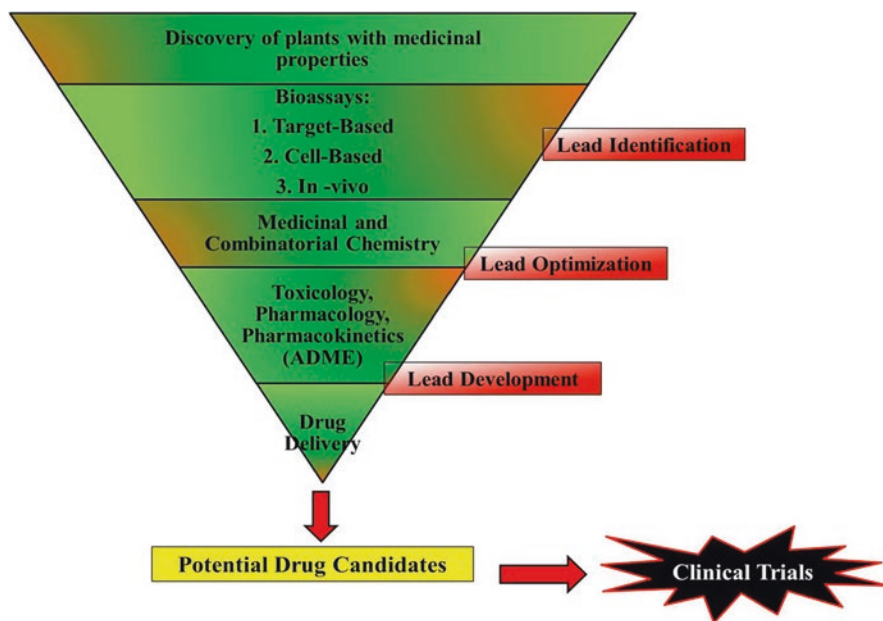 Discovery of plants with medicinal
properties
Bioassays:
1. Target-Based
2. Cell-Based
3. In -vivo
Lead Identification
Medicinal and
Combinatorial Chemistry
Lead Optimization
Toxicology,
Pharmacology,
Pharmacokinetics
(ADME)
Lead Development
Drug
Delivery
Potential Drug Candidates
Clinical Trials